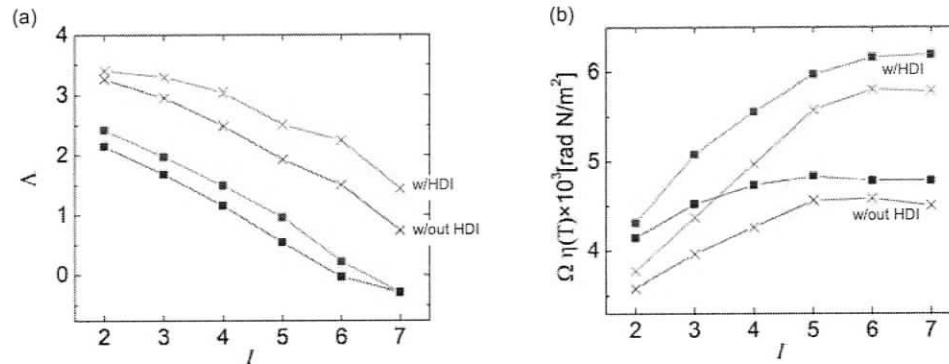 (a)
4
3
2
1
0
Λ
w/HDI
w/out HDI
2 3 4 5 6 7
I
(b)
6
5
4
Ω η(T)×10³[rad N/m²]
w/HDI
w/out HDI
2 3 4 5 6 7
I